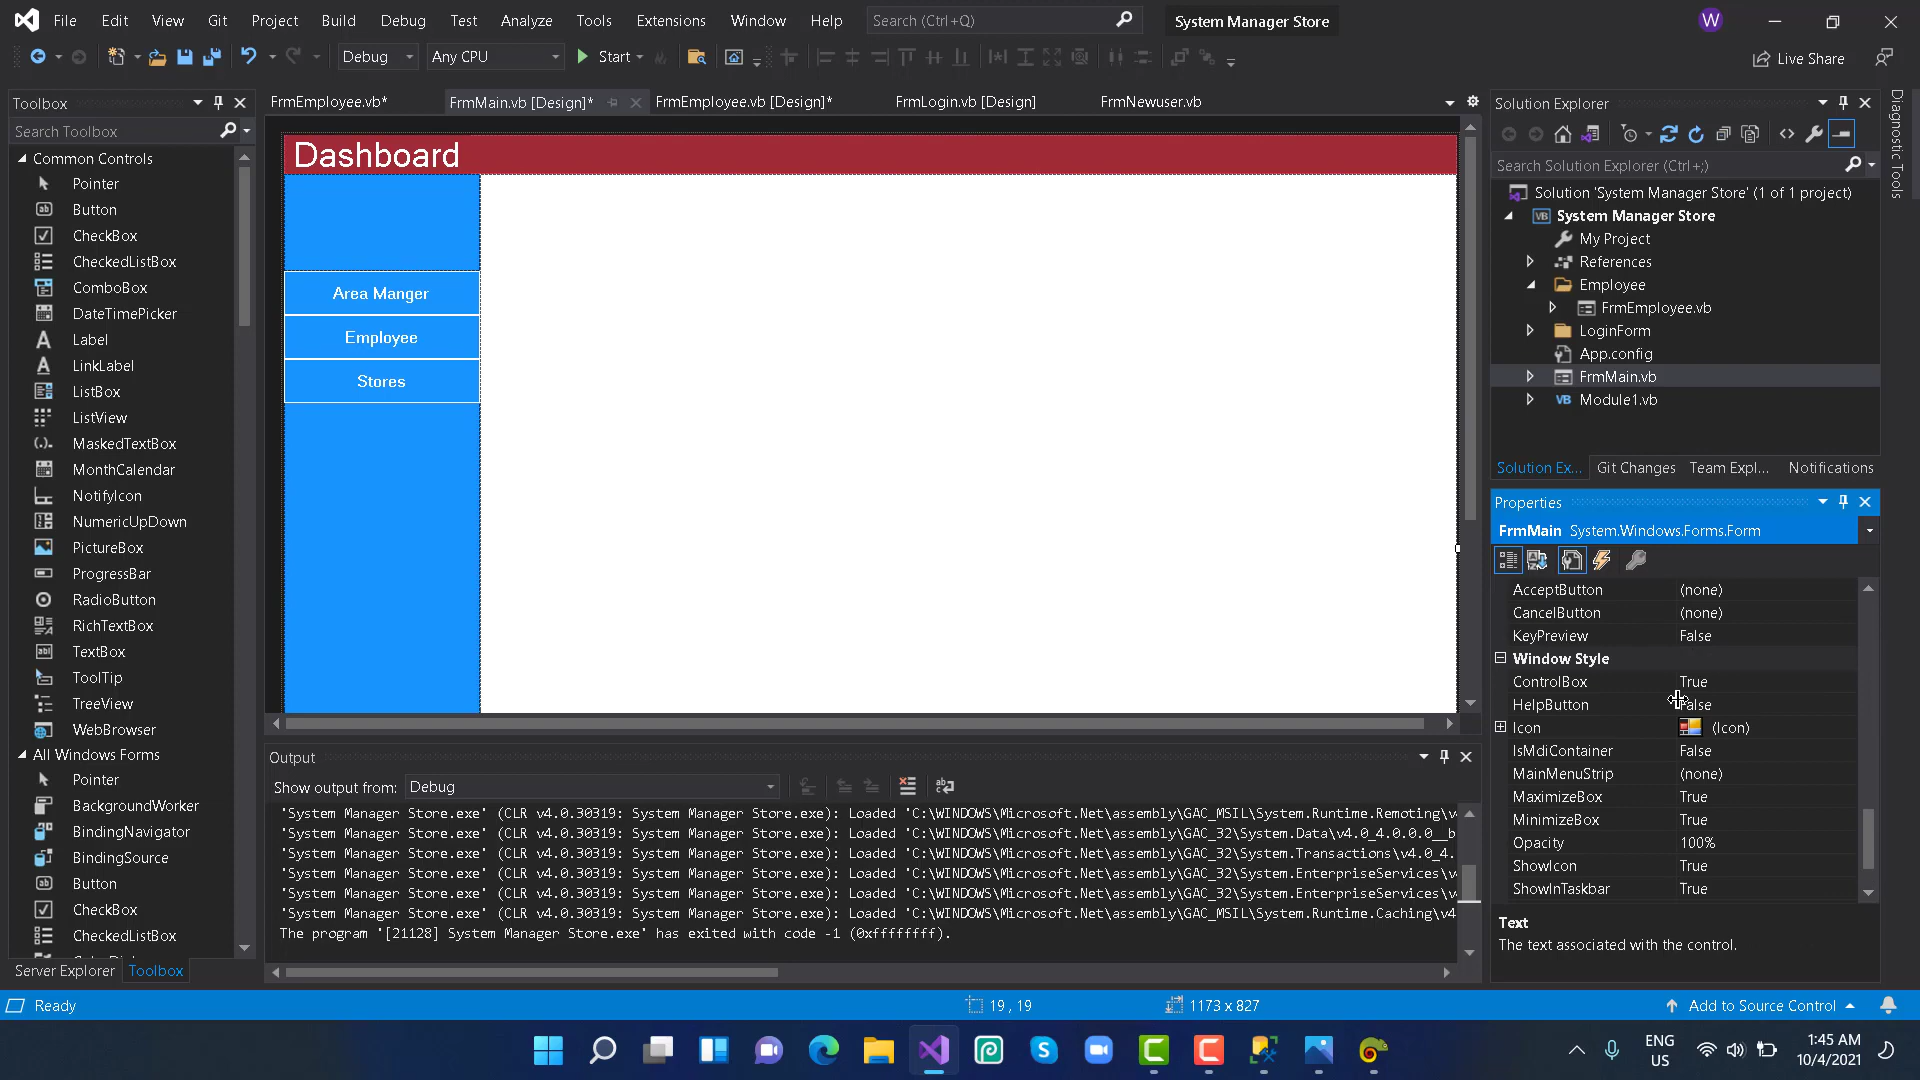 File Edit View Git Project Build Debug Test Analyze Tools Extensions Window Help Search (Ctrl+Q) System Manager Store W
Debug Any CPU Start Live Share
Toolbox
Search Toolbox
Common Controls
Pointer
Button
CheckBox
CheckedListBox
ComboBox
DateTimePicker
Label
LinkLabel
ListBox
ListView
MaskedTextBox
MonthCalendar
NotifyIcon
NumericUpDown
PictureBox
ProgressBar
RadioButton
RichTextBox
TextBox
ToolTip
TreeView
WebBrowser
All Windows Forms
Pointer
BackgroundWorker
BindingNavigator
BindingSource
Button
CheckBox
CheckedListBox
Server Explorer Toolbox
FrmEmployee.vb* FrmMain.vb [Design]* FrmEmployee.vb [Design]* FrmLogin.vb [Design] FrmNewuser.vb
Dashboard
Area Manger
Employee
Stores
Output
Show output from: Debug
'System Manager Store.exe' (CLR v4.0.30319: System Manager Store.exe): Loaded 'C:\WINDOWS\Microsoft.Net\assembly\GAC_MSIL\System.Runtime.Remoting\v
'System Manager Store.exe' (CLR v4.0.30319: System Manager Store.exe): Loaded 'C:\WINDOWS\Microsoft.Net\assembly\GAC_32\System.Data\v4.0_4.0.0.0__b
'System Manager Store.exe' (CLR v4.0.30319: System Manager Store.exe): Loaded 'C:\WINDOWS\Microsoft.Net\assembly\GAC_32\System.Transactions\v4.0_4.
'System Manager Store.exe' (CLR v4.0.30319: System Manager Store.exe): Loaded 'C:\WINDOWS\Microsoft.Net\assembly\GAC_32\System.EnterpriseServices\v
'System Manager Store.exe' (CLR v4.0.30319: System Manager Store.exe): Loaded 'C:\WINDOWS\Microsoft.Net\assembly\GAC_32\System.EnterpriseServices\v
'System Manager Store.exe' (CLR v4.0.30319: System Manager Store.exe): Loaded 'C:\WINDOWS\Microsoft.Net\assembly\GAC_MSIL\System.Runtime.Caching\v4
The program '[21128] System Manager Store.exe' has exited with code -1 (0xffffffff).
Solution Explorer
Search Solution Explorer (Ctrl+;)
Solution 'System Manager Store' (1 of 1 project)
VB System Manager Store
My Project
References
Employee
FrmEmployee.vb
LoginForm
App.config
FrmMain.vb
VB Module1.vb
Solution Ex... Git Changes Team Expl... Notifications
Properties
FrmMain System.Windows.Forms.Form
AcceptButton (none)
CancelButton (none)
KeyPreview False
Window Style
ControlBox True
HelpButton False
Icon (Icon)
IsMdiContainer False
MainMenuStrip (none)
MaximizeBox True
MinimizeBox True
Opacity 100%
ShowIcon True
ShowInTaskbar True
Text
The text associated with the control.
Diagnostic Tools
Ready 19 , 19 1173 x 827 Add to Source Control
ENG
US
1:45 AM
10/4/2021